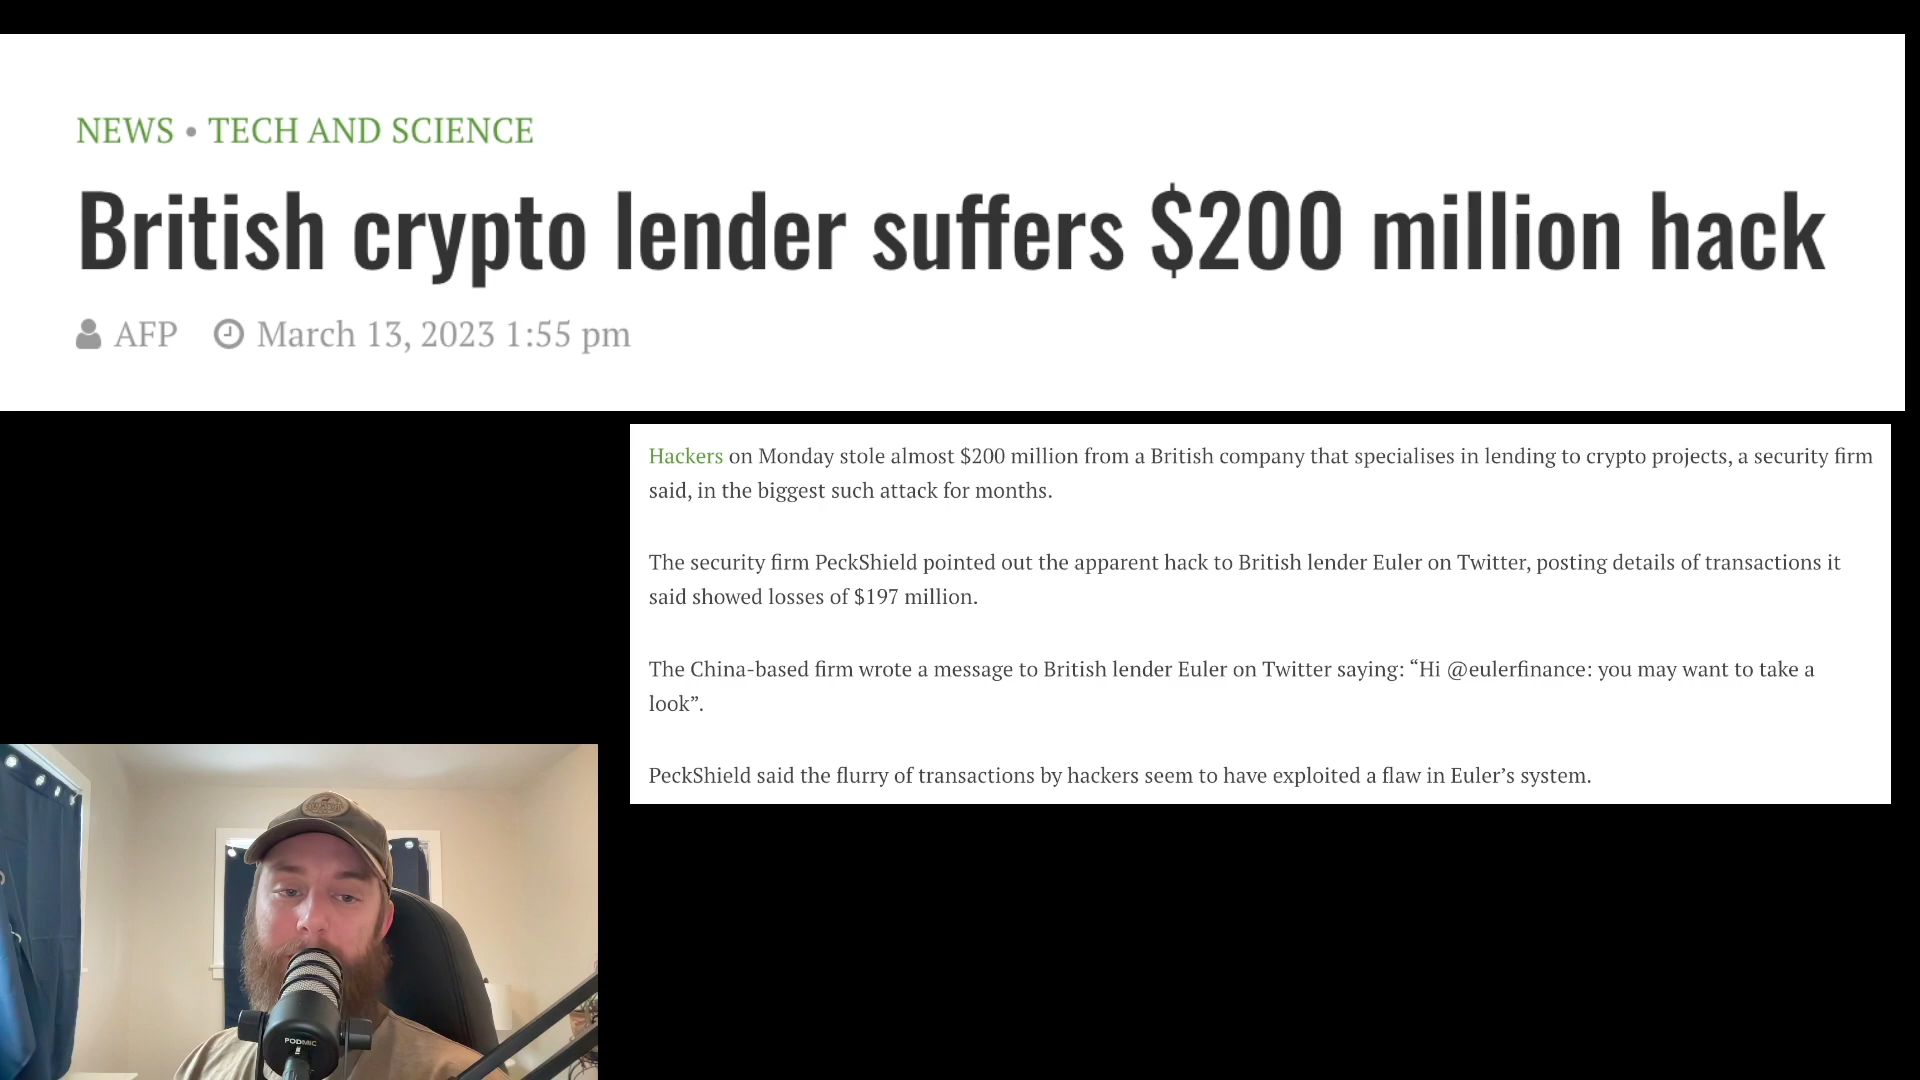 NEWS • TECH AND SCIENCE
British crypto lender suffers $200 million hack
AFP March 13, 2023 1:55 pm
Hackers on Monday stole almost $200 million from a British company that specialises in lending to crypto projects, a security firm
said, in the biggest such attack for months.
The security firm PeckShield pointed out the apparent hack to British lender Euler on Twitter, posting details of transactions it
said showed losses of $197 million.
The China-based firm wrote a message to British lender Euler on Twitter saying: “Hi @eulerfinance: you may want to take a
look”.
PeckShield said the flurry of transactions by hackers seem to have exploited a flaw in Euler’s system.
PODMIC